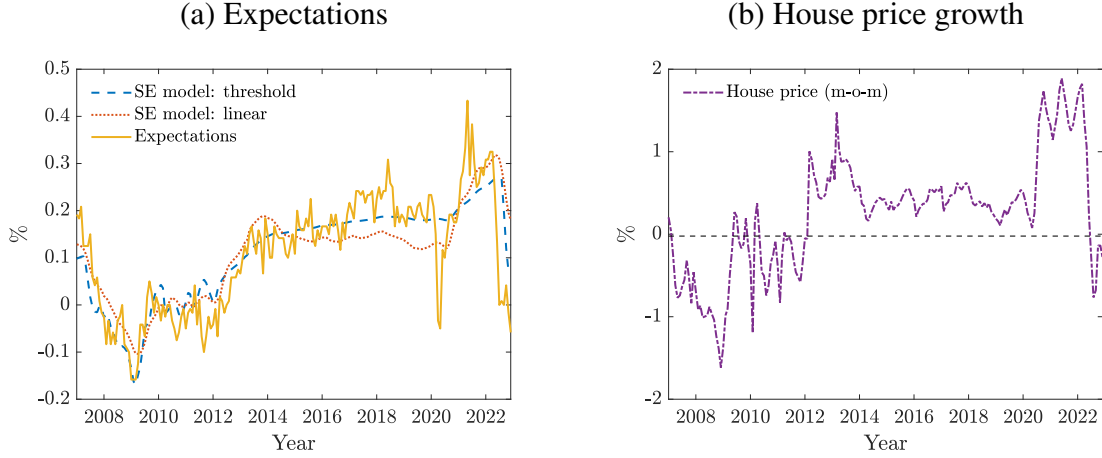 (a) Expectations
0.5
0.4
0.3
0.2
0.1
0
-0.1
-0.2
%
SE model: threshold
SE model: linear
Expectations
2008 2010 2012 2014 2016 2018 2020 2022
Year
(b) House price growth
2
1
0
-1
-2
%
House price (m-o-m)
2008 2010 2012 2014 2016 2018 2020 2022
Year